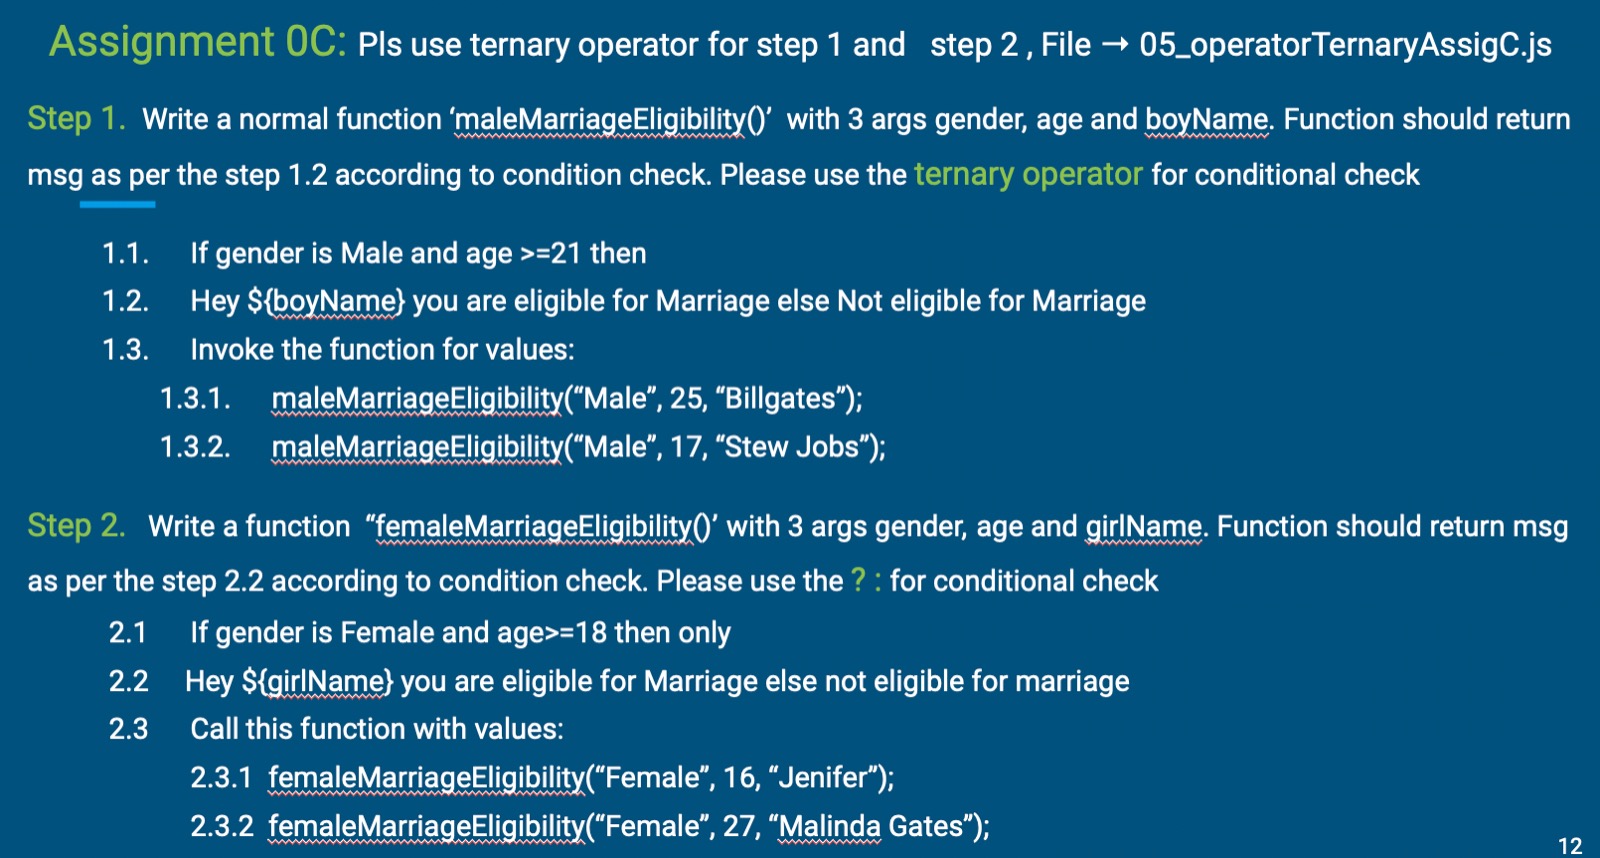 Assignment 0C: Pls use ternary operator for step 1 and step 2 , File → 05_operatorTernaryAssigC.js
Step 1. Write a normal function ‘maleMarriageEligibility()’ with 3 args gender, age and boyName. Function should return
msg as per the step 1.2 according to condition check. Please use the ternary operator for conditional check
1.1. If gender is Male and age >=21 then
1.2. Hey ${boyName} you are eligible for Marriage else Not eligible for Marriage
1.3. Invoke the function for values:
1.3.1. maleMarriageEligibility(“Male”, 25, “Billgates”);
1.3.2. maleMarriageEligibility(“Male”, 17, “Stew Jobs”);
Step 2. Write a function “femaleMarriageEligibility()’ with 3 args gender, age and girlName. Function should return msg
as per the step 2.2 according to condition check. Please use the ? : for conditional check
2.1 If gender is Female and age>=18 then only
2.2 Hey ${girlName} you are eligible for Marriage else not eligible for marriage
2.3 Call this function with values:
2.3.1 femaleMarriageEligibility(“Female”, 16, “Jenifer”);
2.3.2 femaleMarriageEligibility(“Female”, 27, “Malinda Gates”);
12